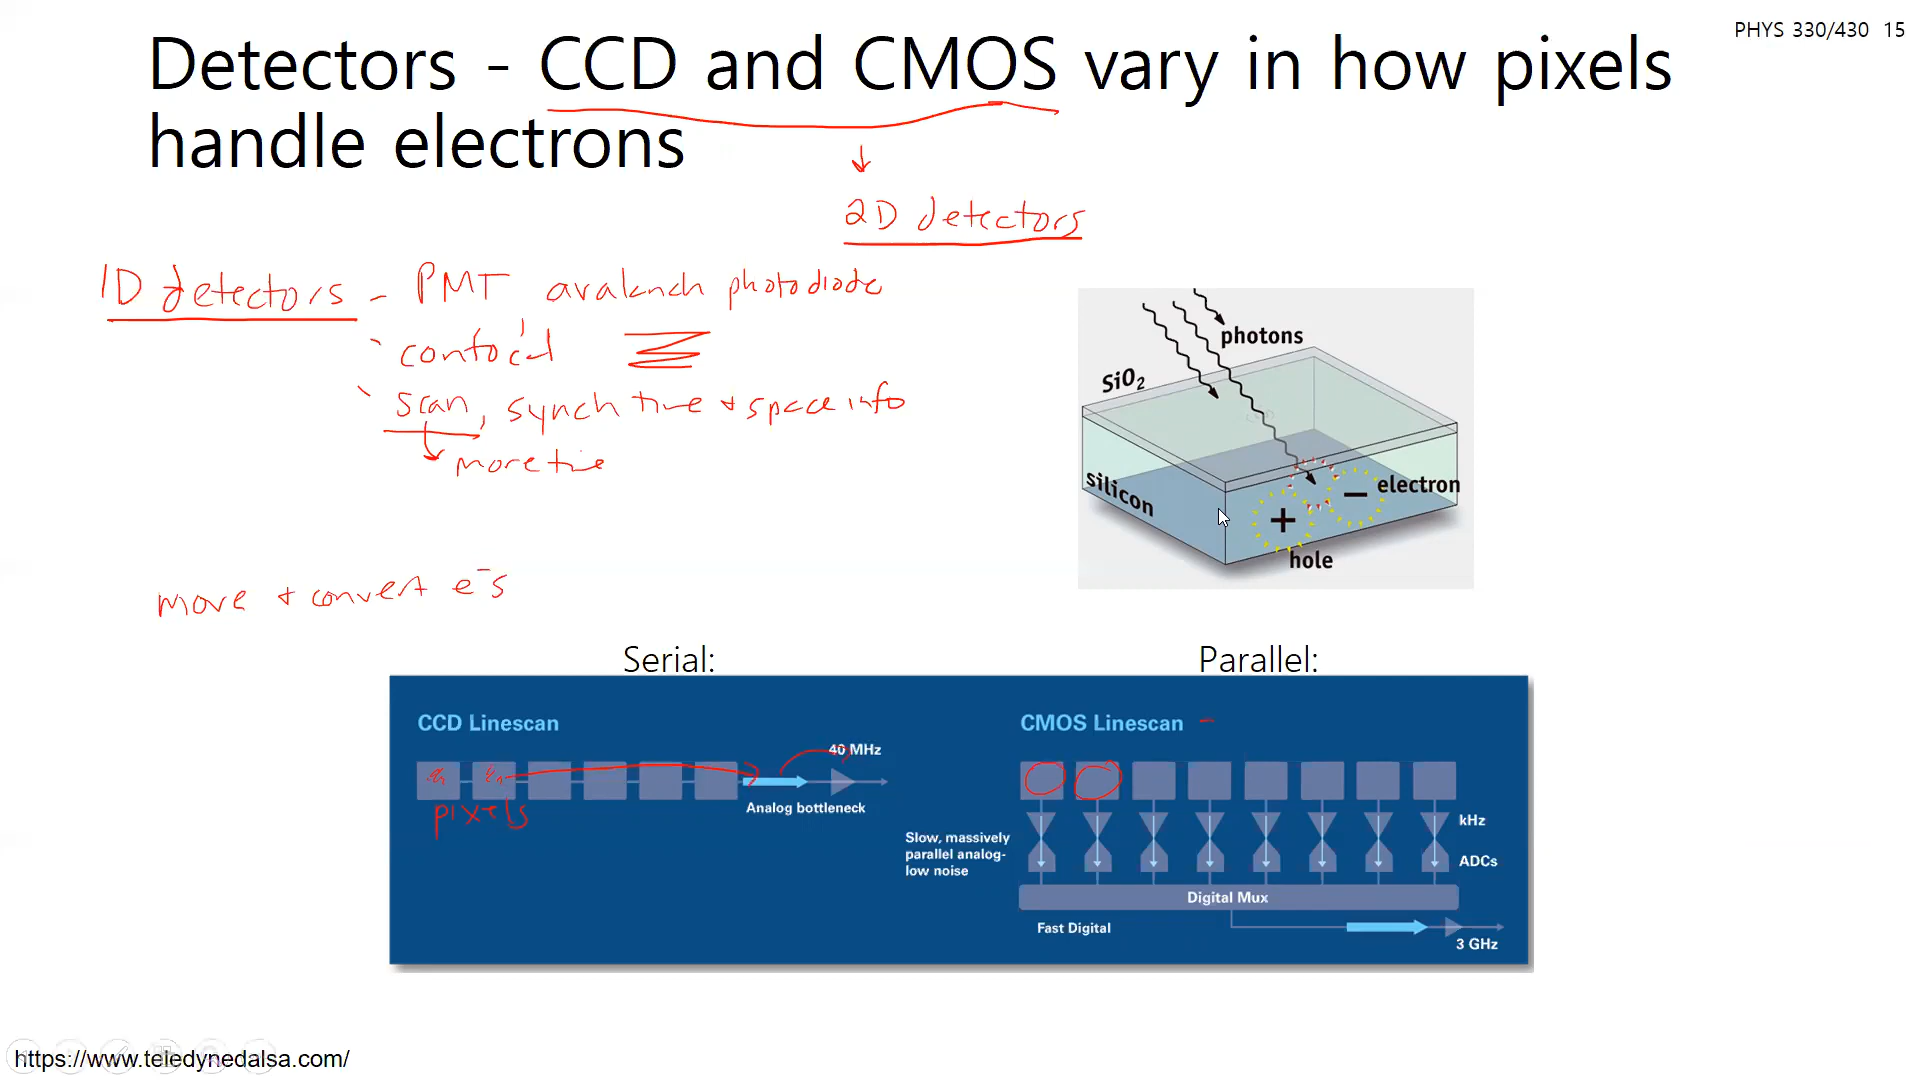 PHYS 330/430 15
Detectors - CCD and CMOS vary in how pixels
handle electrons
2D detectors
1D detectors - PMT, avalanch photodiode
confocal
scan, synch time + space info
more time
photons
SiO₂
silicon
electron
hole
move + convert e⁻s
Serial:
Parallel:
CCD Linescan
40 MHz
Analog bottleneck
pixels
CMOS Linescan
kHz
Slow, massively
parallel analog-
low noise
ADCs
Digital Mux
Fast Digital
3 GHz
https://www.teledynedalsa.com/